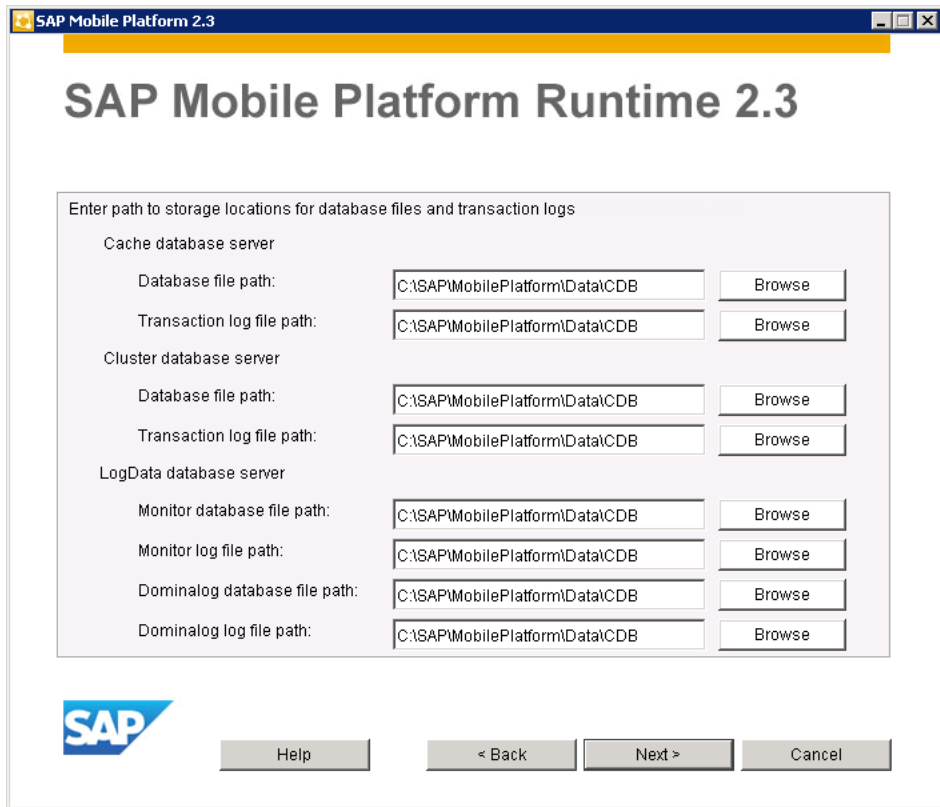 SAP Mobile Platform 2.3
SAP Mobile Platform Runtime 2.3
Enter path to storage locations for database files and transaction logs
Cache database server
Database file path: C:\SAP\MobilePlatform\Data\CDB Browse
Transaction log file path: C:\SAP\MobilePlatform\Data\CDB Browse
Cluster database server
Database file path: C:\SAP\MobilePlatform\Data\CDB Browse
Transaction log file path: C:\SAP\MobilePlatform\Data\CDB Browse
LogData database server
Monitor database file path: C:\SAP\MobilePlatform\Data\CDB Browse
Monitor log file path: C:\SAP\MobilePlatform\Data\CDB Browse
Dominalog database file path: C:\SAP\MobilePlatform\Data\CDB Browse
Dominalog log file path: C:\SAP\MobilePlatform\Data\CDB Browse
SAP
Help < Back Next > Cancel